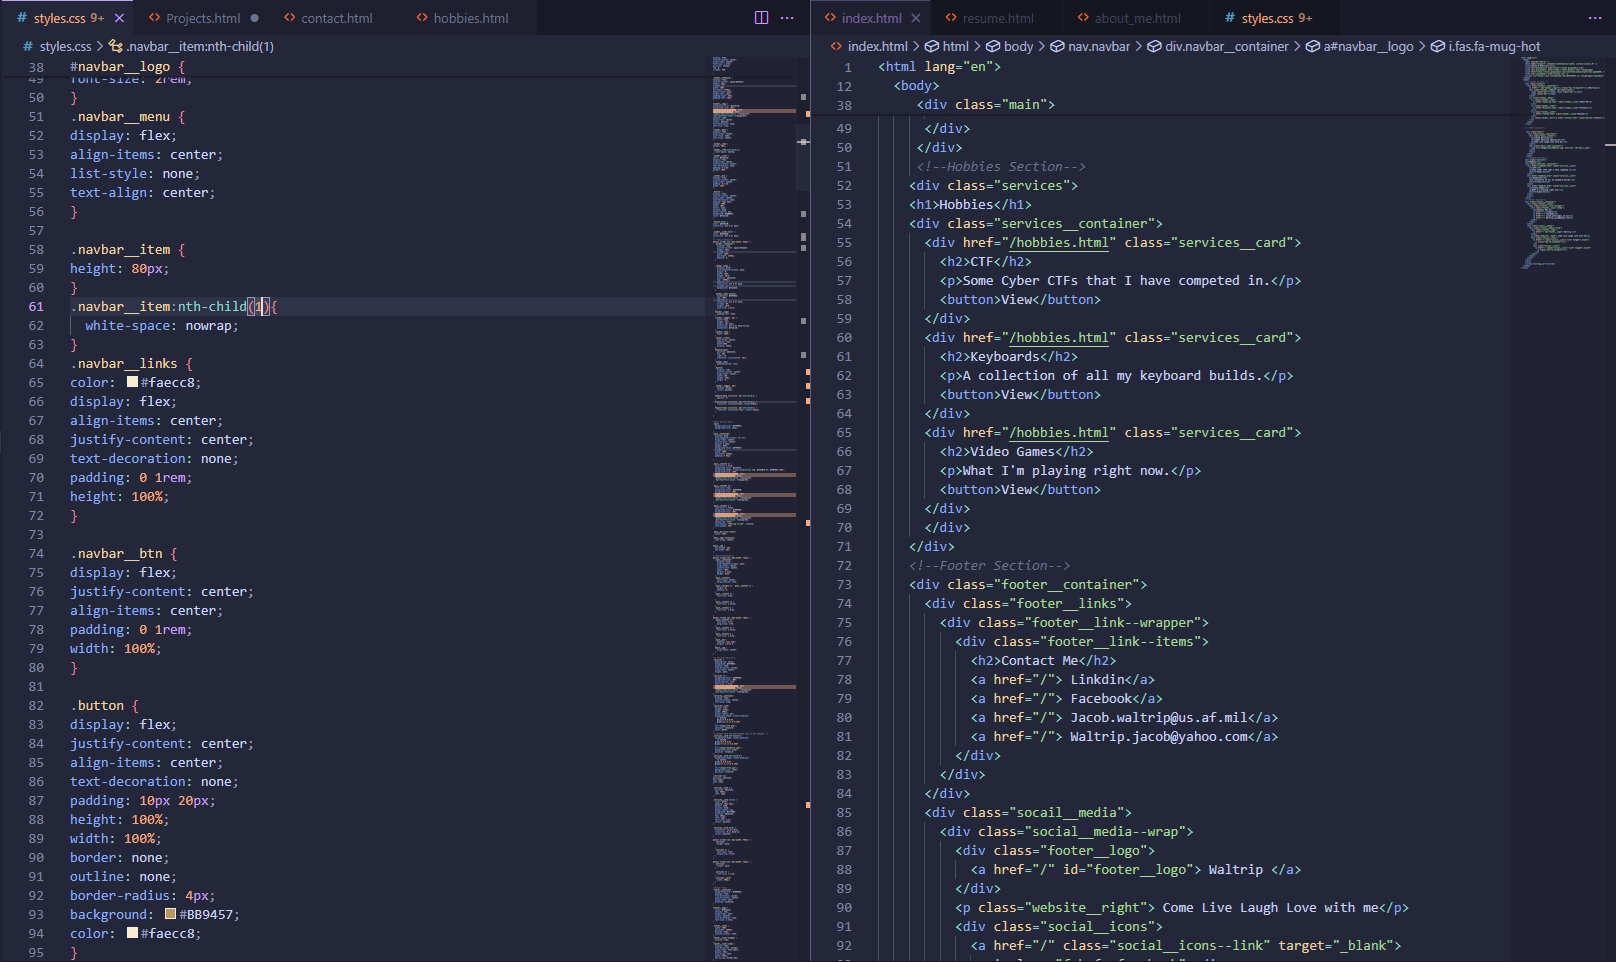 # styles.css 9+ ×
<> Projects.html ●
<> contact.html
<> hobbies.html
# styles.css > .navbar__item:nth-child(1)
38 #navbar__logo {
49 font-size: 2rem;
50 }
51 .navbar__menu {
52 display: flex;
53 align-items: center;
54 list-style: none;
55 text-align: center;
56 }
57
58 .navbar__item {
59 height: 80px;
60 }
61 .navbar__item:nth-child(1){
62 white-space: nowrap;
63 }
64 .navbar__links {
65 color: #faecc8;
66 display: flex;
67 align-items: center;
68 justify-content: center;
69 text-decoration: none;
70 padding: 0 1rem;
71 height: 100%;
72 }
73
74 .navbar__btn {
75 display: flex;
76 justify-content: center;
77 align-items: center;
78 padding: 0 1rem;
79 width: 100%;
80 }
81
82 .button {
83 display: flex;
84 justify-content: center;
85 align-items: center;
86 text-decoration: none;
87 padding: 10px 20px;
88 height: 100%;
89 width: 100%;
90 border: none;
91 outline: none;
92 border-radius: 4px;
93 background: #BB9457;
94 color: #faecc8;
95 }
<> index.html ×
<> resume.html
<> about_me.html
# styles.css 9+
<> index.html > html > body > nav.navbar > div.navbar__container > a#navbar__logo > i.fas.fa-mug-hot
1 <html lang="en">
12 <body>
38 <div class="main">
49 </div>
50 </div>
51 <!--Hobbies Section-->
52 <div class="services">
53 <h1>Hobbies</h1>
54 <div class="services__container">
55 <div href="/hobbies.html" class="services__card">
56 <h2>CTF</h2>
57 <p>Some Cyber CTFs that I have competed in.</p>
58 <button>View</button>
59 </div>
60 <div href="/hobbies.html" class="services__card">
61 <h2>Keyboards</h2>
62 <p>A collection of all my keyboard builds.</p>
63 <button>View</button>
64 </div>
65 <div href="/hobbies.html" class="services__card">
66 <h2>Video Games</h2>
67 <p>What I'm playing right now.</p>
68 <button>View</button>
69 </div>
70 </div>
71 </div>
72 <!--Footer Section-->
73 <div class="footer__container">
74 <div class="footer__links">
75 <div class="footer__link--wrapper">
76 <div class="footer__link--items">
77 <h2>Contact Me</h2>
78 <a href="/"> Linkdin</a>
79 <a href="/"> Facebook</a>
80 <a href="/"> Jacob.waltrip@us.af.mil</a>
81 <a href="/"> Waltrip.jacob@yahoo.com</a>
82 </div>
83 </div>
84 </div>
85 <div class="socail__media">
86 <div class="social__media--wrap">
87 <div class="footer__logo">
88 <a href="/" id="footer__logo"> Waltrip </a>
89 </div>
90 <p class="website__right"> Come Live Laugh Love with me</p>
91 <div class="social__icons">
92 <a href="/" class="social__icons--link" target="_blank">